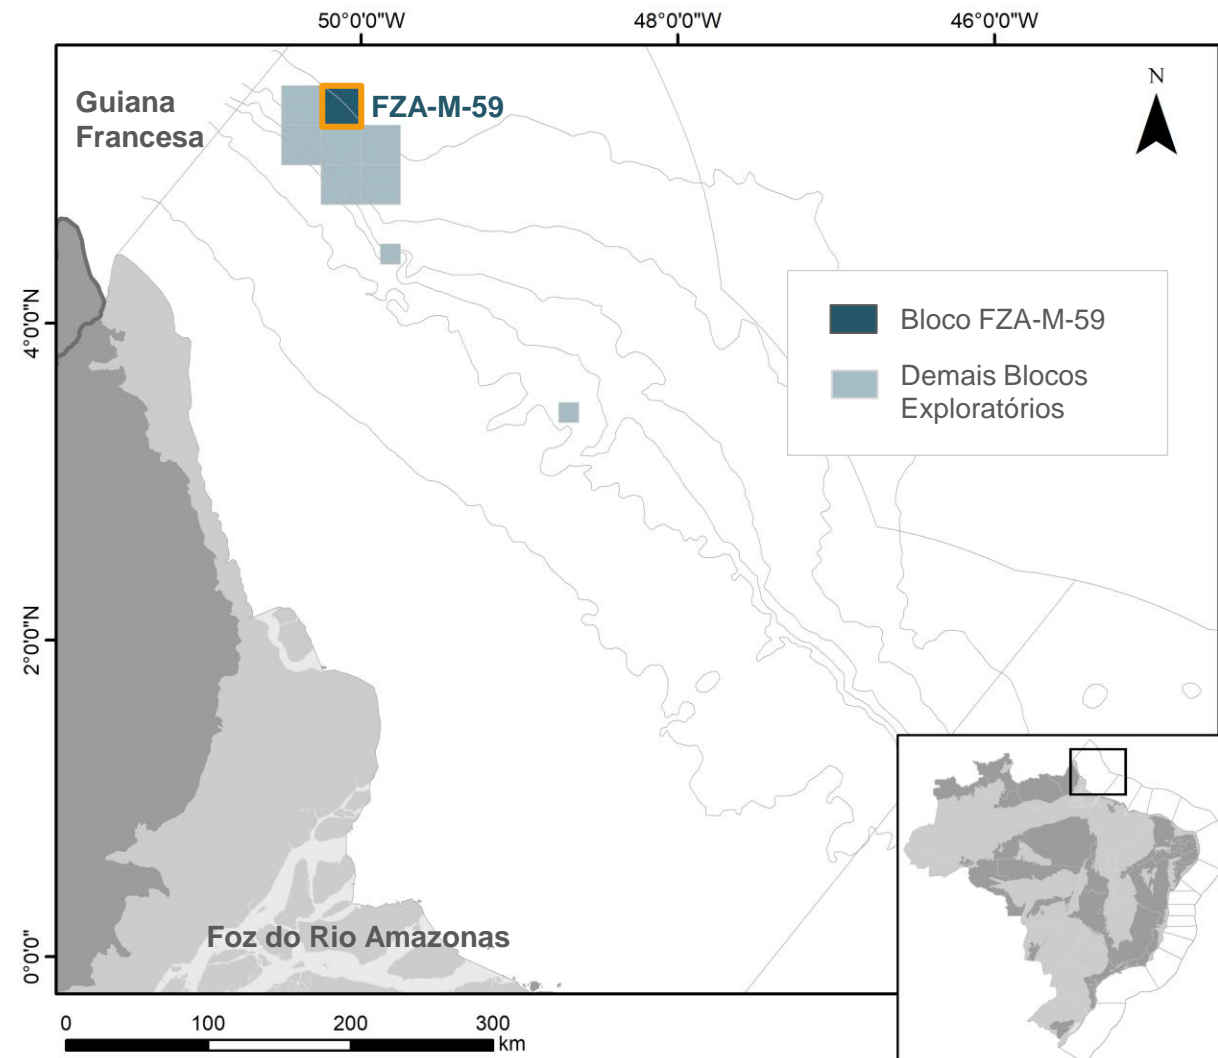 50°0'0"W
48°0'0"W
46°0'0"W
Guiana
Francesa
FZA-M-59
N
4°0'0"N
Bloco FZA-M-59
Demais Blocos
Exploratórios
2°0'0"N
0°0'0"
Foz do Rio Amazonas
0
100
200
300
km